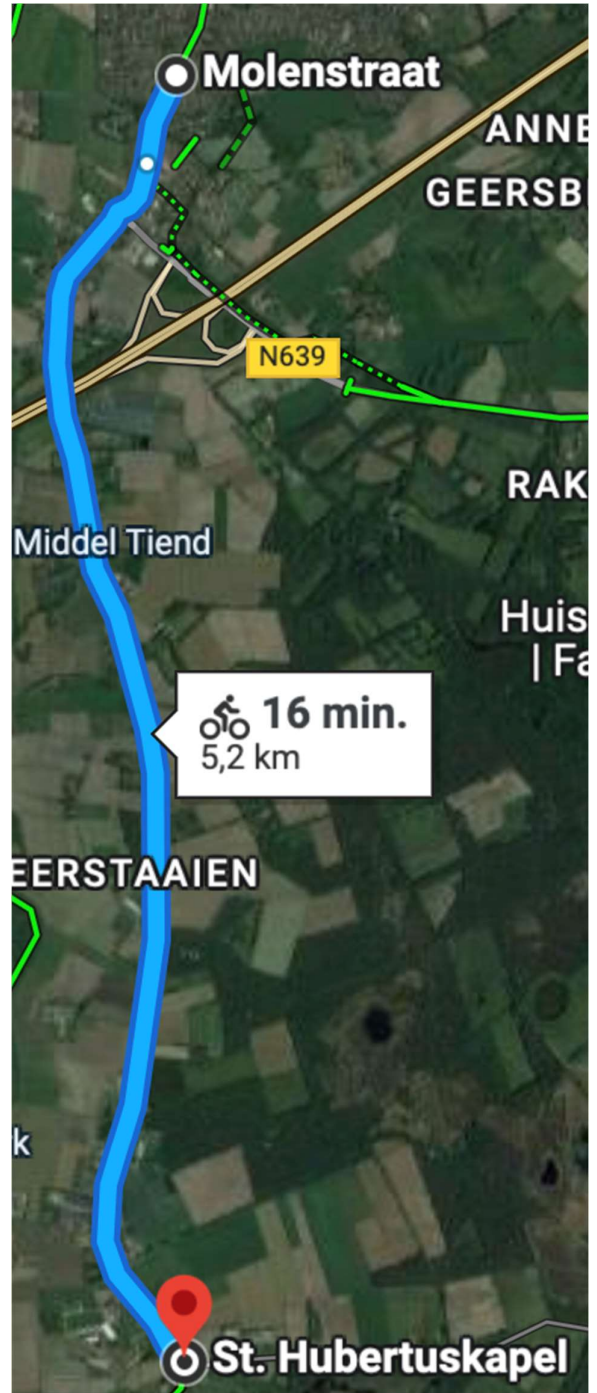 Molenstraat
ANNE
GEERSB
N639
RAK
Middel Tiend
Huis
| Fa
16 min.
5,2 km
EERSTAAIEN
k
St. Hubertuskapel